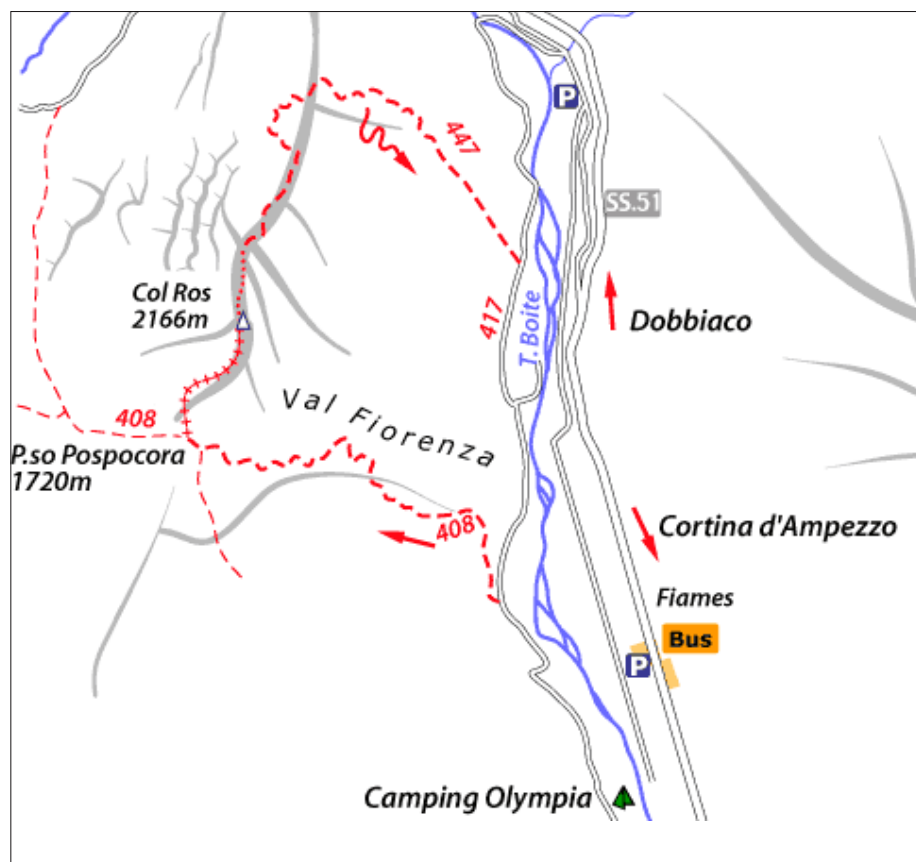 P
447
SS.51
Col Ros
2166m
417
T. Boite
Dobbiaco
Val Fiorenza
408
P.so Pospocora
1720m
408
Cortina d'Ampezzo
Fiames
Bus
P
Camping Olympia